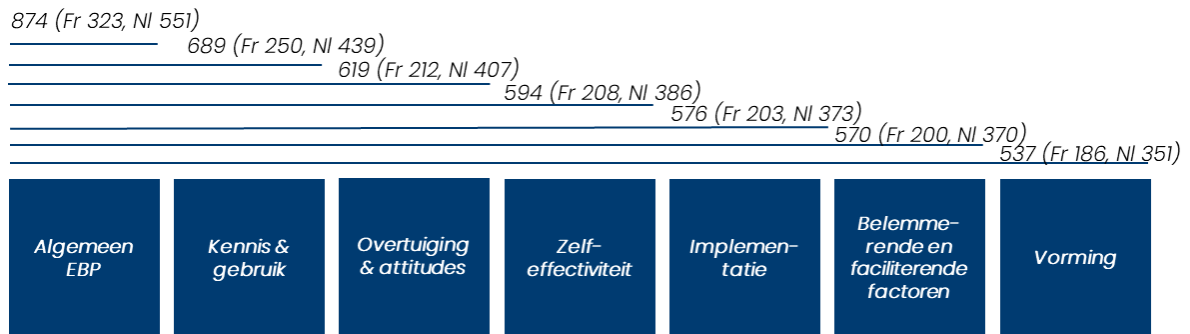 874 (Fr 323, Nl 551)
689 (Fr 250, Nl 439)
619 (Fr 212, Nl 407)
594 (Fr 208, Nl 386)
576 (Fr 203, Nl 373)
570 (Fr 200, Nl 370)
537 (Fr 186, Nl 351)
Algemeen
EBP
Kennis &
gebruik
Overtuiging
& attitudes
Zelf-
effectiviteit
Implemen-
tatie
Belemme-
rende en
faciliterende
factoren
Vorming